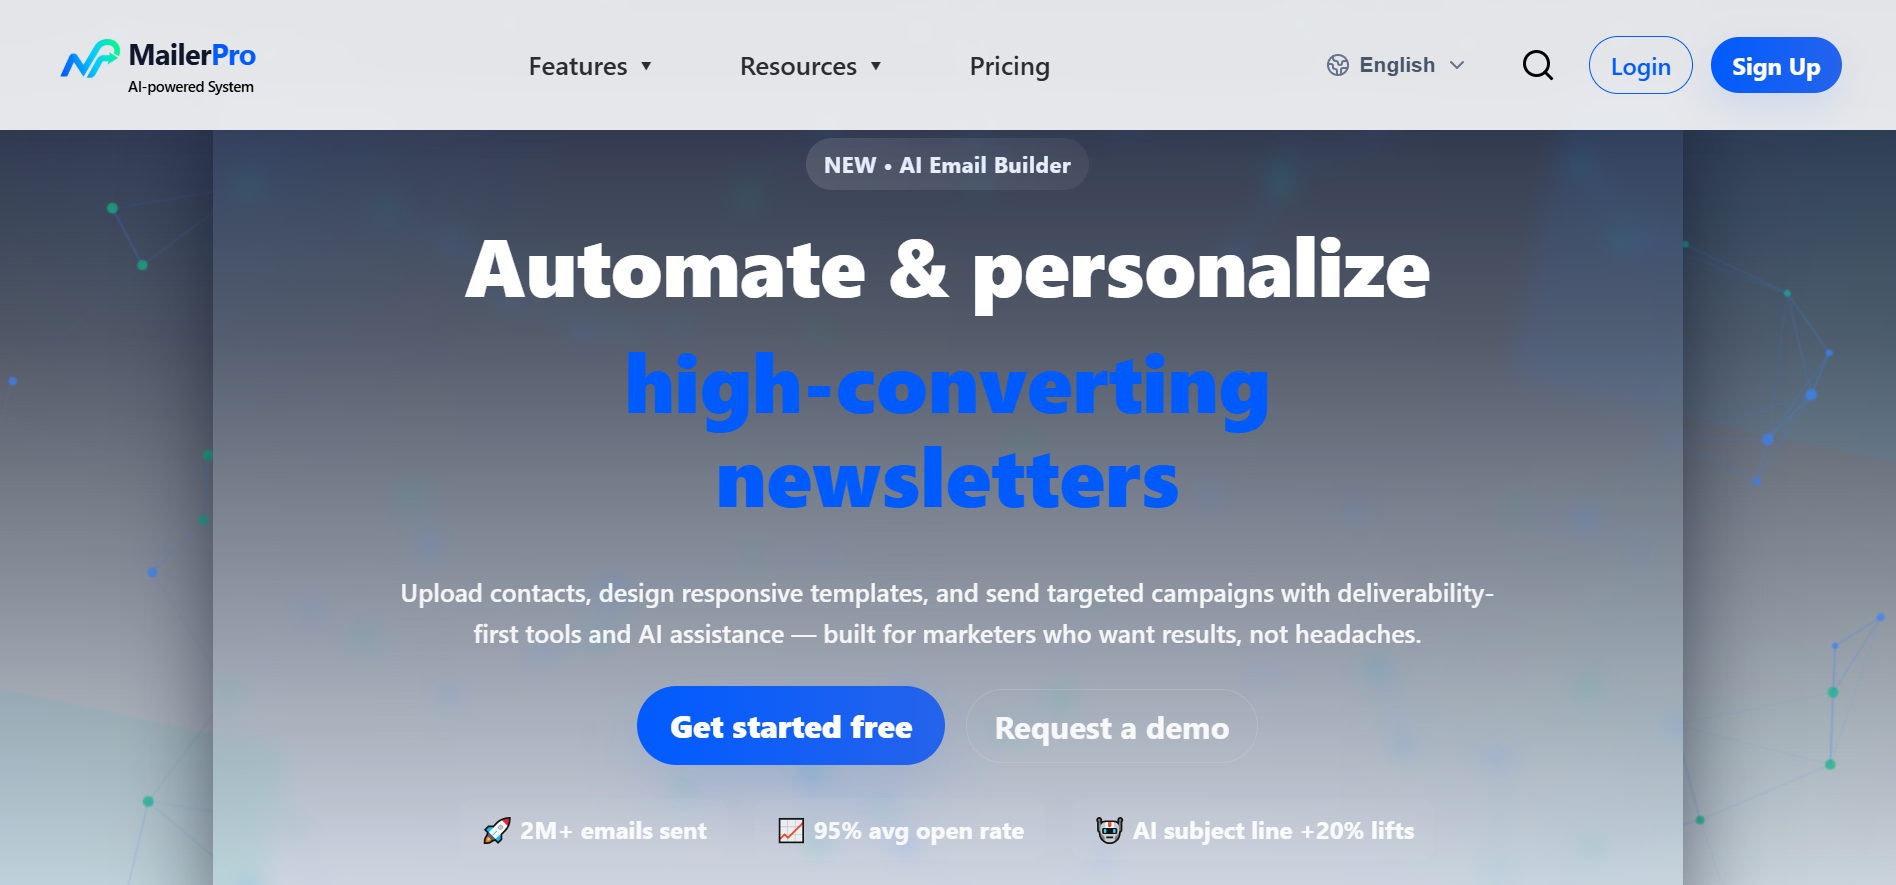 MailerPro
AI-powered System
Features
Resources
Pricing
English
Login
Sign Up
NEW • AI Email Builder
Automate & personalize
high-converting
newsletters
Upload contacts, design responsive templates, and send targeted campaigns with deliverability-
first tools and AI assistance — built for marketers who want results, not headaches.
Get started free
Request a demo
2M+ emails sent
95% avg open rate
AI subject line +20% lifts